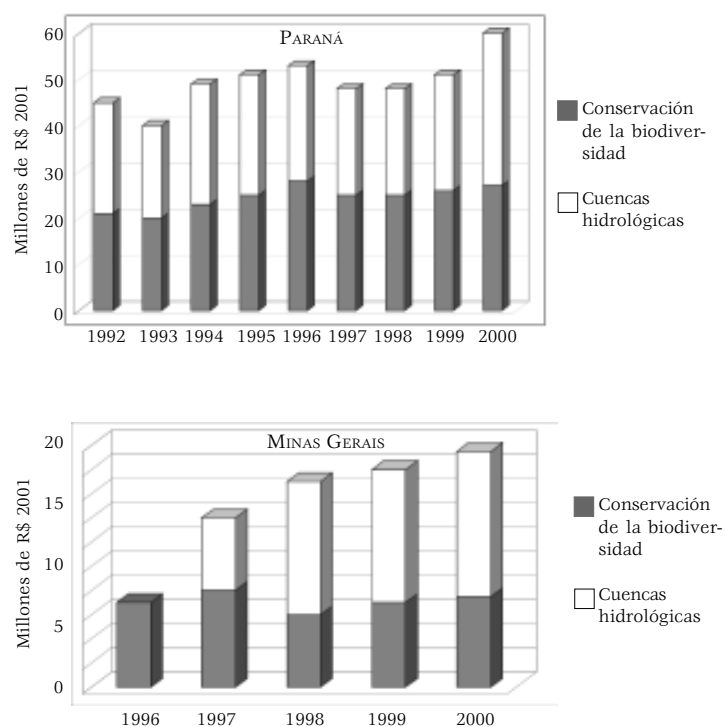 PARANÁ
Millones de R$ 2001
60
50
40
30
20
10
0
1992 1993 1994 1995 1996 1997 1998 1999 2000
Conservación
de la biodiver-
sidad
Cuencas
hidrológicas
MINAS GERAIS
Millones de R$ 2001
20
15
10
5
0
1996 1997 1998 1999 2000
Conservación
de la biodiver-
sidad
Cuencas
hidrológicas